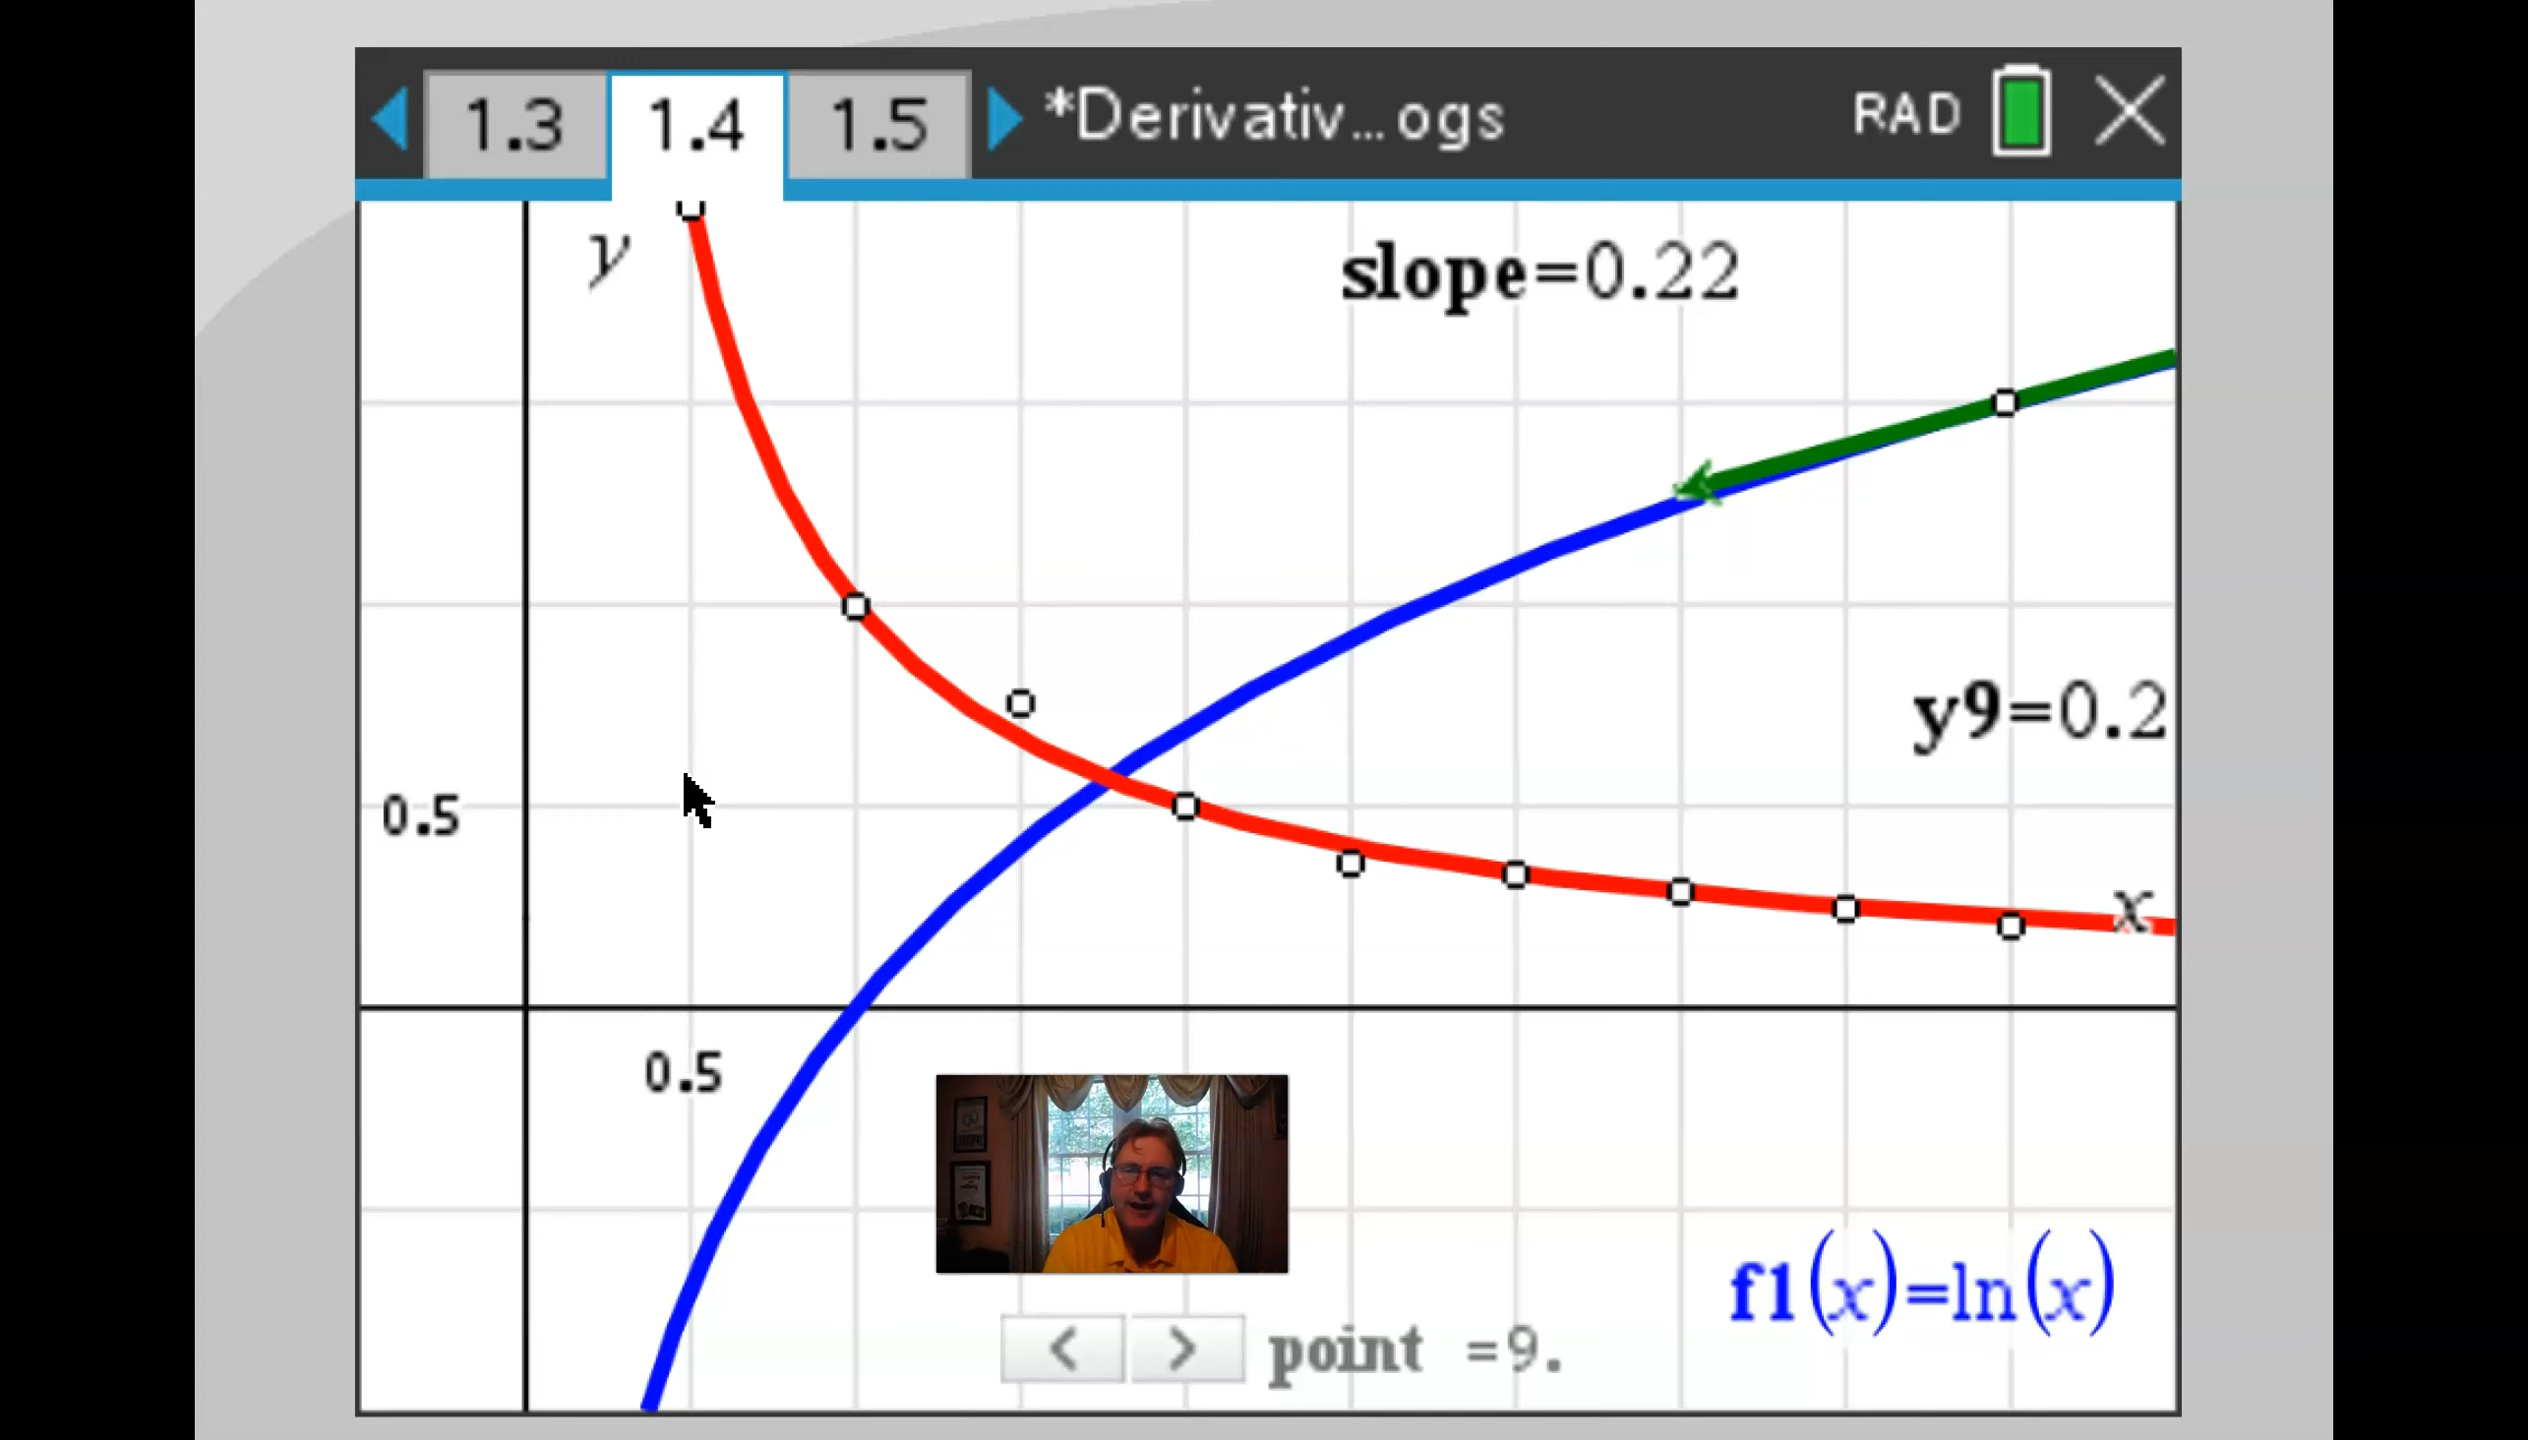 1.3 1.4 1.5 *Derivativ...ogs RAD
y
slope=0.22
y9=0.2
0.5
x
0.5
f1(x)=ln(x)
< > point =9.